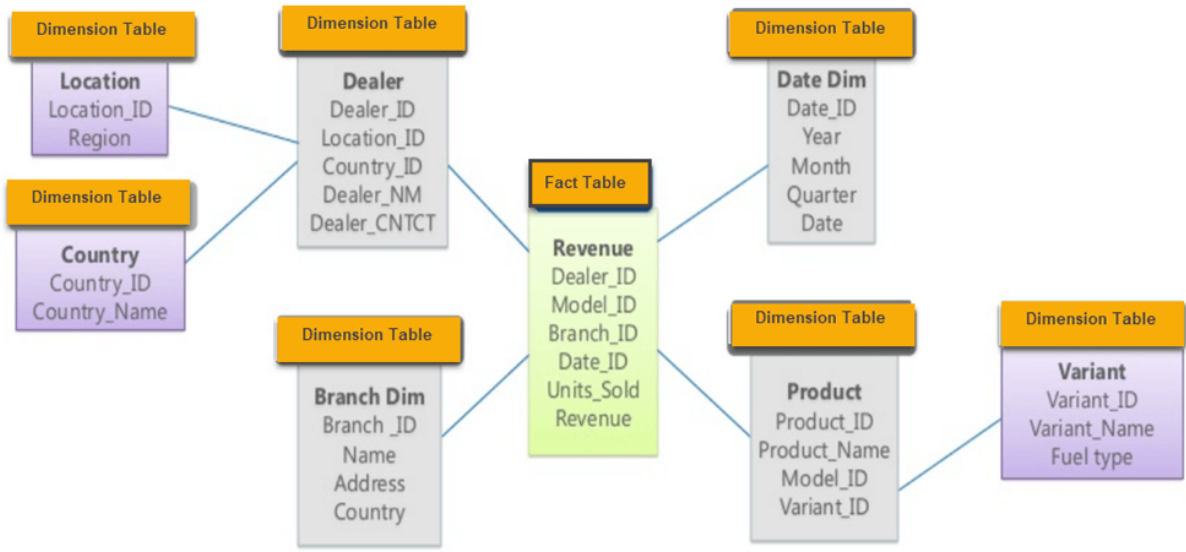 Dimension Table
Location
Location_ID
Region
Dimension Table
Country
Country_ID
Country_Name
Dimension Table
Dealer
Dealer_ID
Location_ID
Country_ID
Dealer_NM
Dealer_CNTCT
Dimension Table
Branch Dim
Branch _ID
Name
Address
Country
Fact Table
Revenue
Dealer_ID
Model_ID
Branch_ID
Date_ID
Units_Sold
Revenue
Dimension Table
Date Dim
Date_ID
Year
Month
Quarter
Date
Dimension Table
Product
Product_ID
Product_Name
Model_ID
Variant_ID
Dimension Table
Variant
Variant_ID
Variant_Name
Fuel type